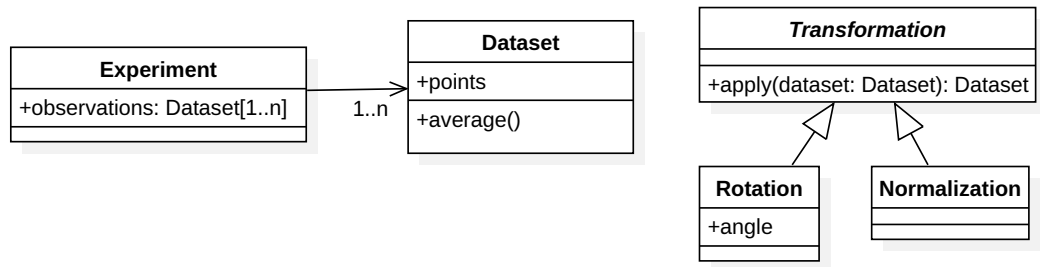 Experiment
+observations: Dataset[1..n]
1..n
Dataset
+points
+average()
Transformation
+apply(dataset: Dataset): Dataset
Rotation
+angle
Normalization